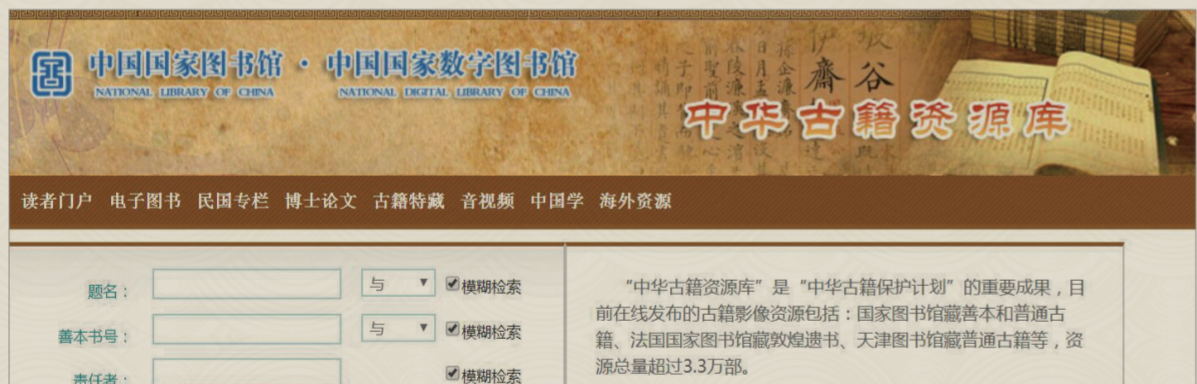 中国国家图书馆 · 中国国家数字图书馆
NATIONAL LIBRARY OF CHINA NATIONAL DIGITAL LIBRARY OF CHINA
中华古籍资源库
读者门户 电子图书 民国专栏 博士论文 古籍特藏 音视频 中国学 海外资源
题名： 与 模糊检索
善本书号： 与 模糊检索
责任者： 模糊检索
“中华古籍资源库”是“中华古籍保护计划”的重要成果，目
前在线发布的古籍影像资源包括：国家图书馆藏善本和普通古
籍、法国国家图书馆藏敦煌遗书、天津图书馆藏普通古籍等，资
源总量超过3.3万部。